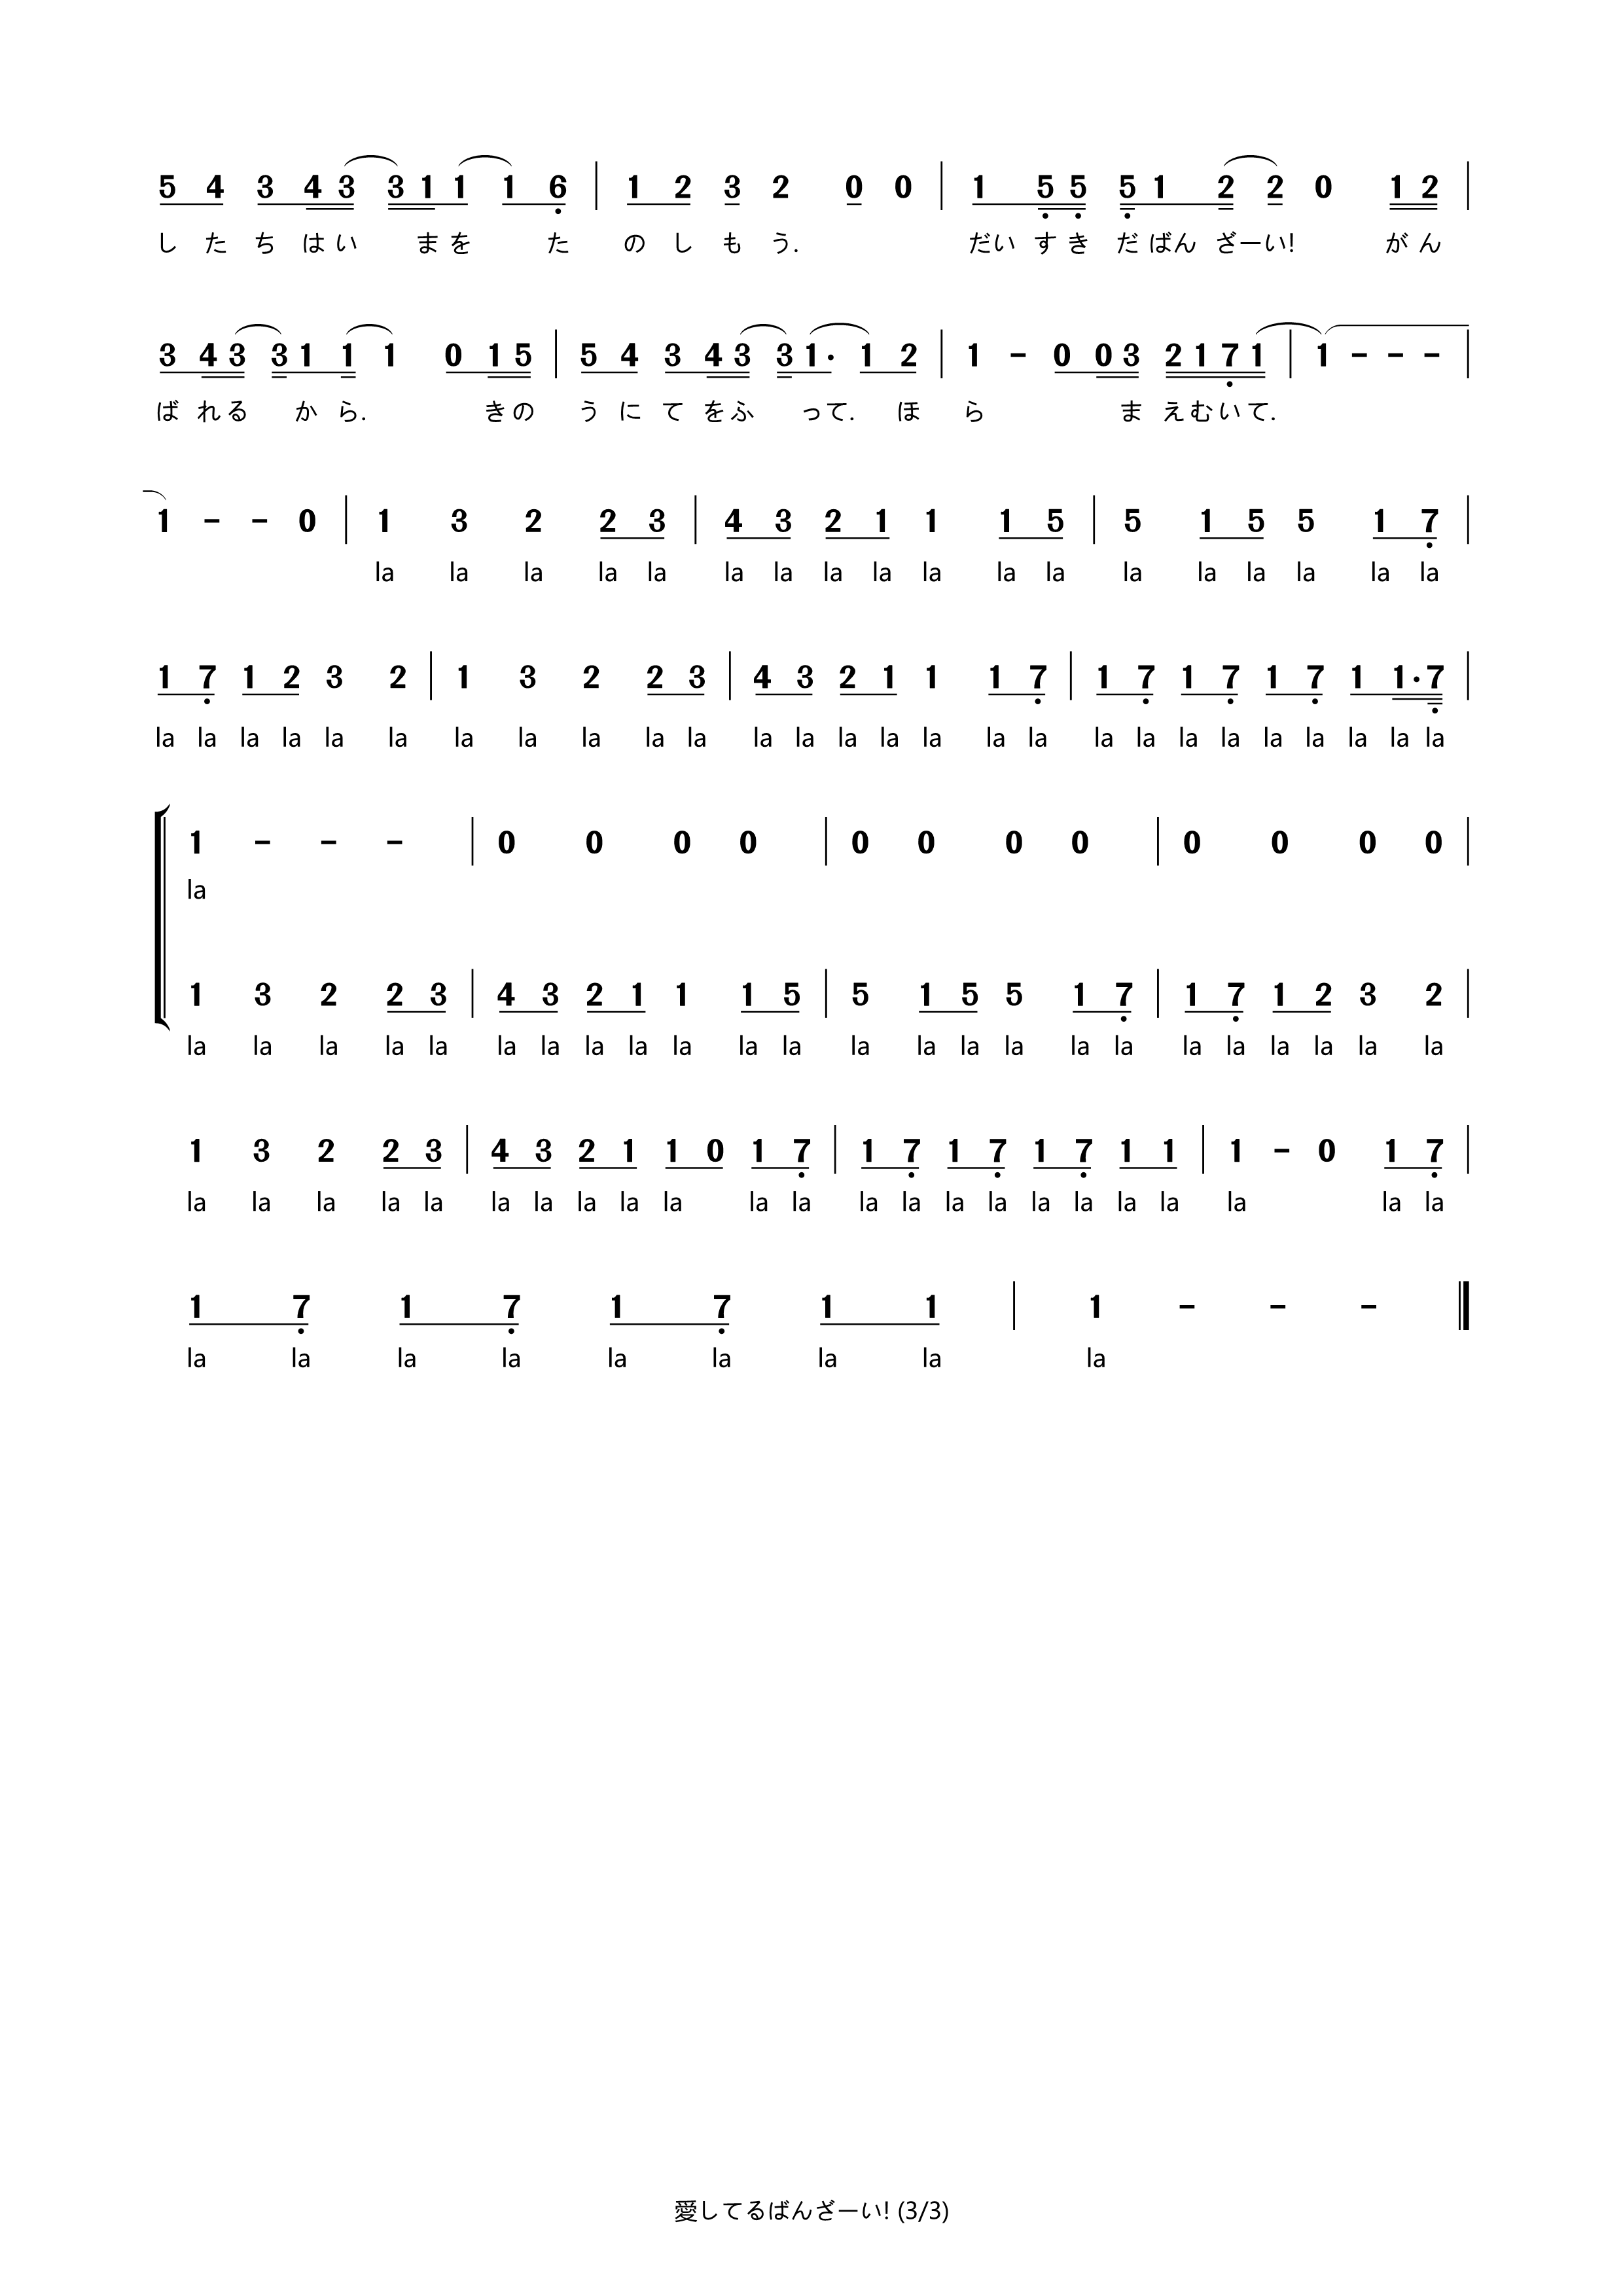 5 4 3 4 3 3 1 1 1 6 | 1 2 3 2 0 0 | 1 5 5 5 1 2 2 0 1 2 |
し た ち は い ま を た の し も う. だい す き だ ばん ざーい! が ん
3 4 3 3 1 1 1 0 1 5 | 5 4 3 4 3 3 1· 1 2 | 1 - 0 0 3 2 1 7 1 | 1 - - - |
ば れ る か ら. き の う に て を ふ って. ほ ら ま え む い て.
1 - - 0 | 1 3 2 2 3 | 4 3 2 1 1 1 5 | 5 1 5 5 1 7 |
la la la la la la la la la la la la la la la la la la
1 7 1 2 3 2 | 1 3 2 2 3 | 4 3 2 1 1 1 7 | 1 7 1 7 1 7 1 1· 7 |
la la la la la la la la la la la la la la la la la la la la la la la la la la la
1 - - - | 0 0 0 0 | 0 0 0 0 | 0 0 0 0 |
la
1 3 2 2 3 | 4 3 2 1 1 1 5 | 5 1 5 5 1 7 | 1 7 1 2 3 2 |
la la la la la la la la la la la la la la la la la la la la la la la la
1 3 2 2 3 | 4 3 2 1 1 0 1 7 | 1 7 1 7 1 7 1 1 | 1 - 0 1 7 |
la la la la la la la la la la la la la la la la la la la la la la la
1 7 1 7 1 7 1 1 | 1 - - -
la la la la la la la la la
愛してるばんざーい! (3/3)